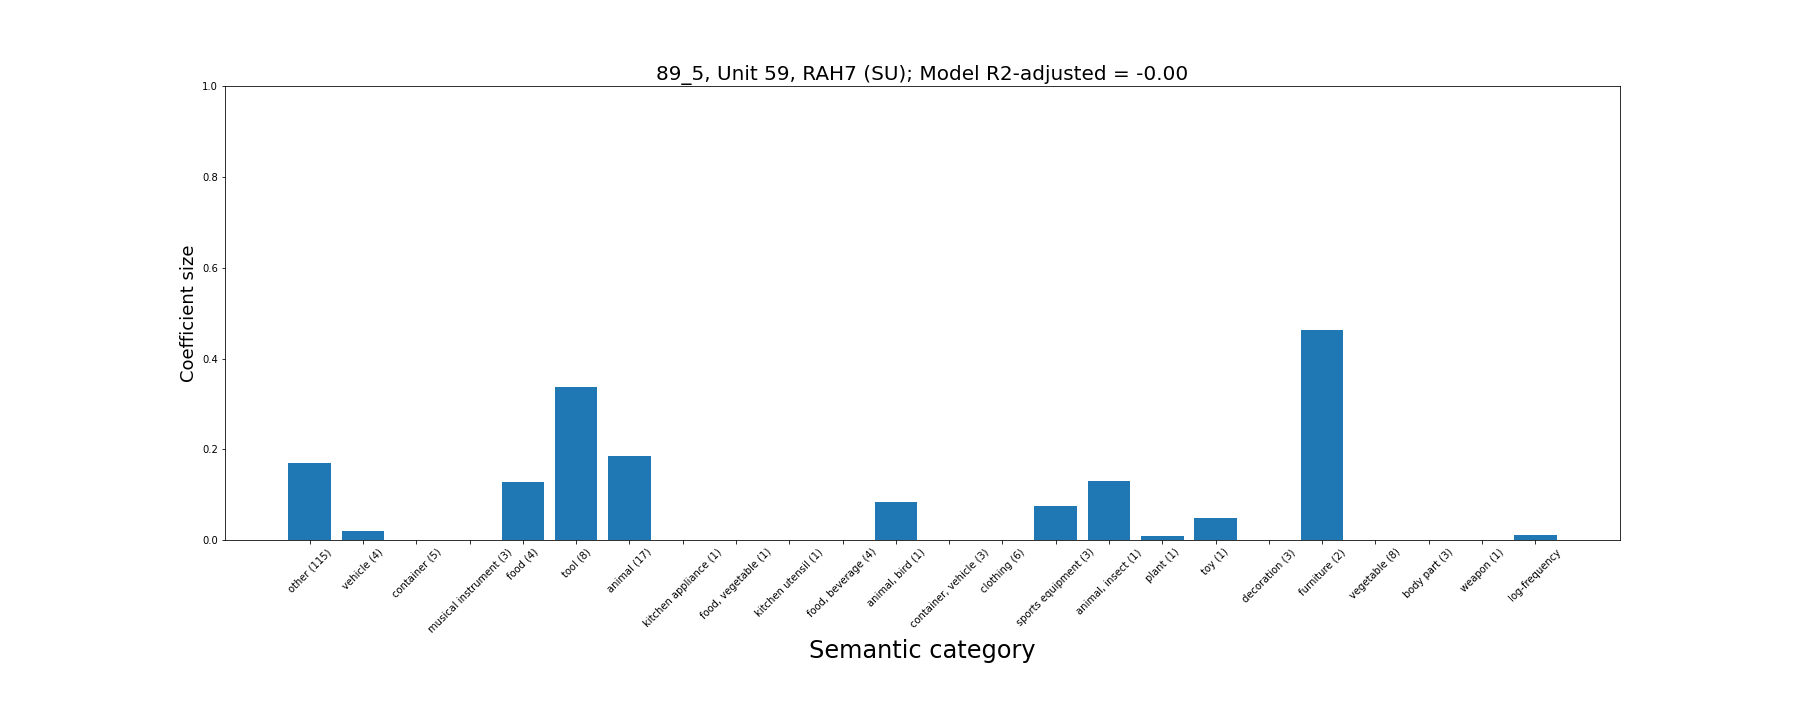 89_5, Unit 59, RAH7 (SU); Model R2-adjusted = -0.00
1.0
0.8
0.6
0.4
0.2
0.0
Coefficient size
other (115)
vehicle (4)
container (5)
musical instrument (3)
food (4)
tool (8)
animal (17)
kitchen appliance (1)
food, vegetable (1)
kitchen utensil (1)
food, beverage (4)
animal, bird (1)
container, vehicle (3)
clothing (6)
sports equipment (3)
animal, insect (1)
plant (1)
toy (1)
decoration (3)
furniture (2)
vegetable (8)
body part (3)
weapon (1)
log-frequency
Semantic category